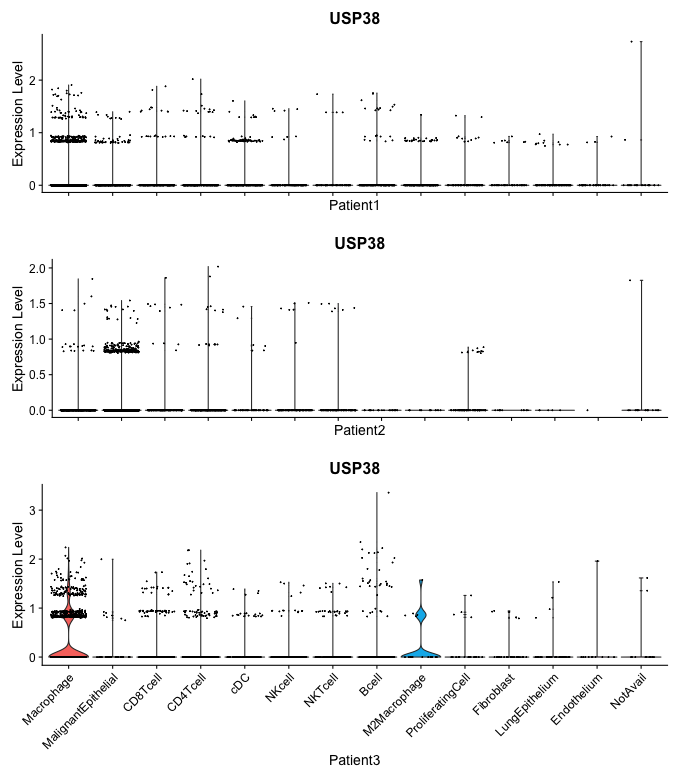 USP38
Expression Level
2
1
0
Patient1
USP38
Expression Level
2.0
1.5
1.0
0.5
0.0
Patient2
USP38
Expression Level
3
2
1
0
Macrophage
MalignantEpithelial
CD8Tcell
CD4Tcell
cDC
NKcell
NKTcell
Bcell
M2Macrophage
ProliferatingCell
Fibroblast
LungEpithelium
Endothelium
NotAvail
Patient3